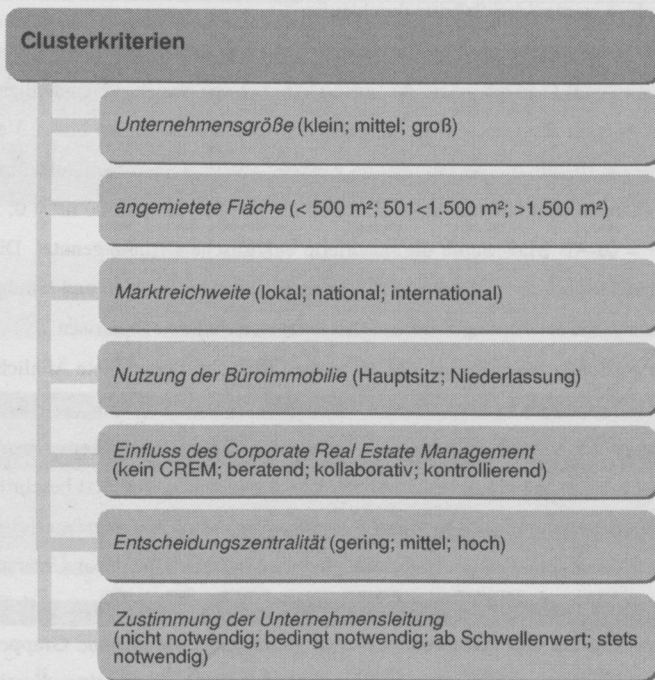 Clusterkriterien
Unternehmensgröße (klein; mittel; groß)
angemietete Fläche (< 500 m²; 501<1.500 m²; >1.500 m²)
Marktreichweite (lokal; national; international)
Nutzung der Büroimmobilie (Hauptsitz; Niederlassung)
Einfluss des Corporate Real Estate Management
(kein CREM; beratend; kollaborativ; kontrollierend)
Entscheidungszentralität (gering; mittel; hoch)
Zustimmung der Unternehmensleitung
(nicht notwendig; bedingt notwendig; ab Schwellenwert; stets
notwendig)